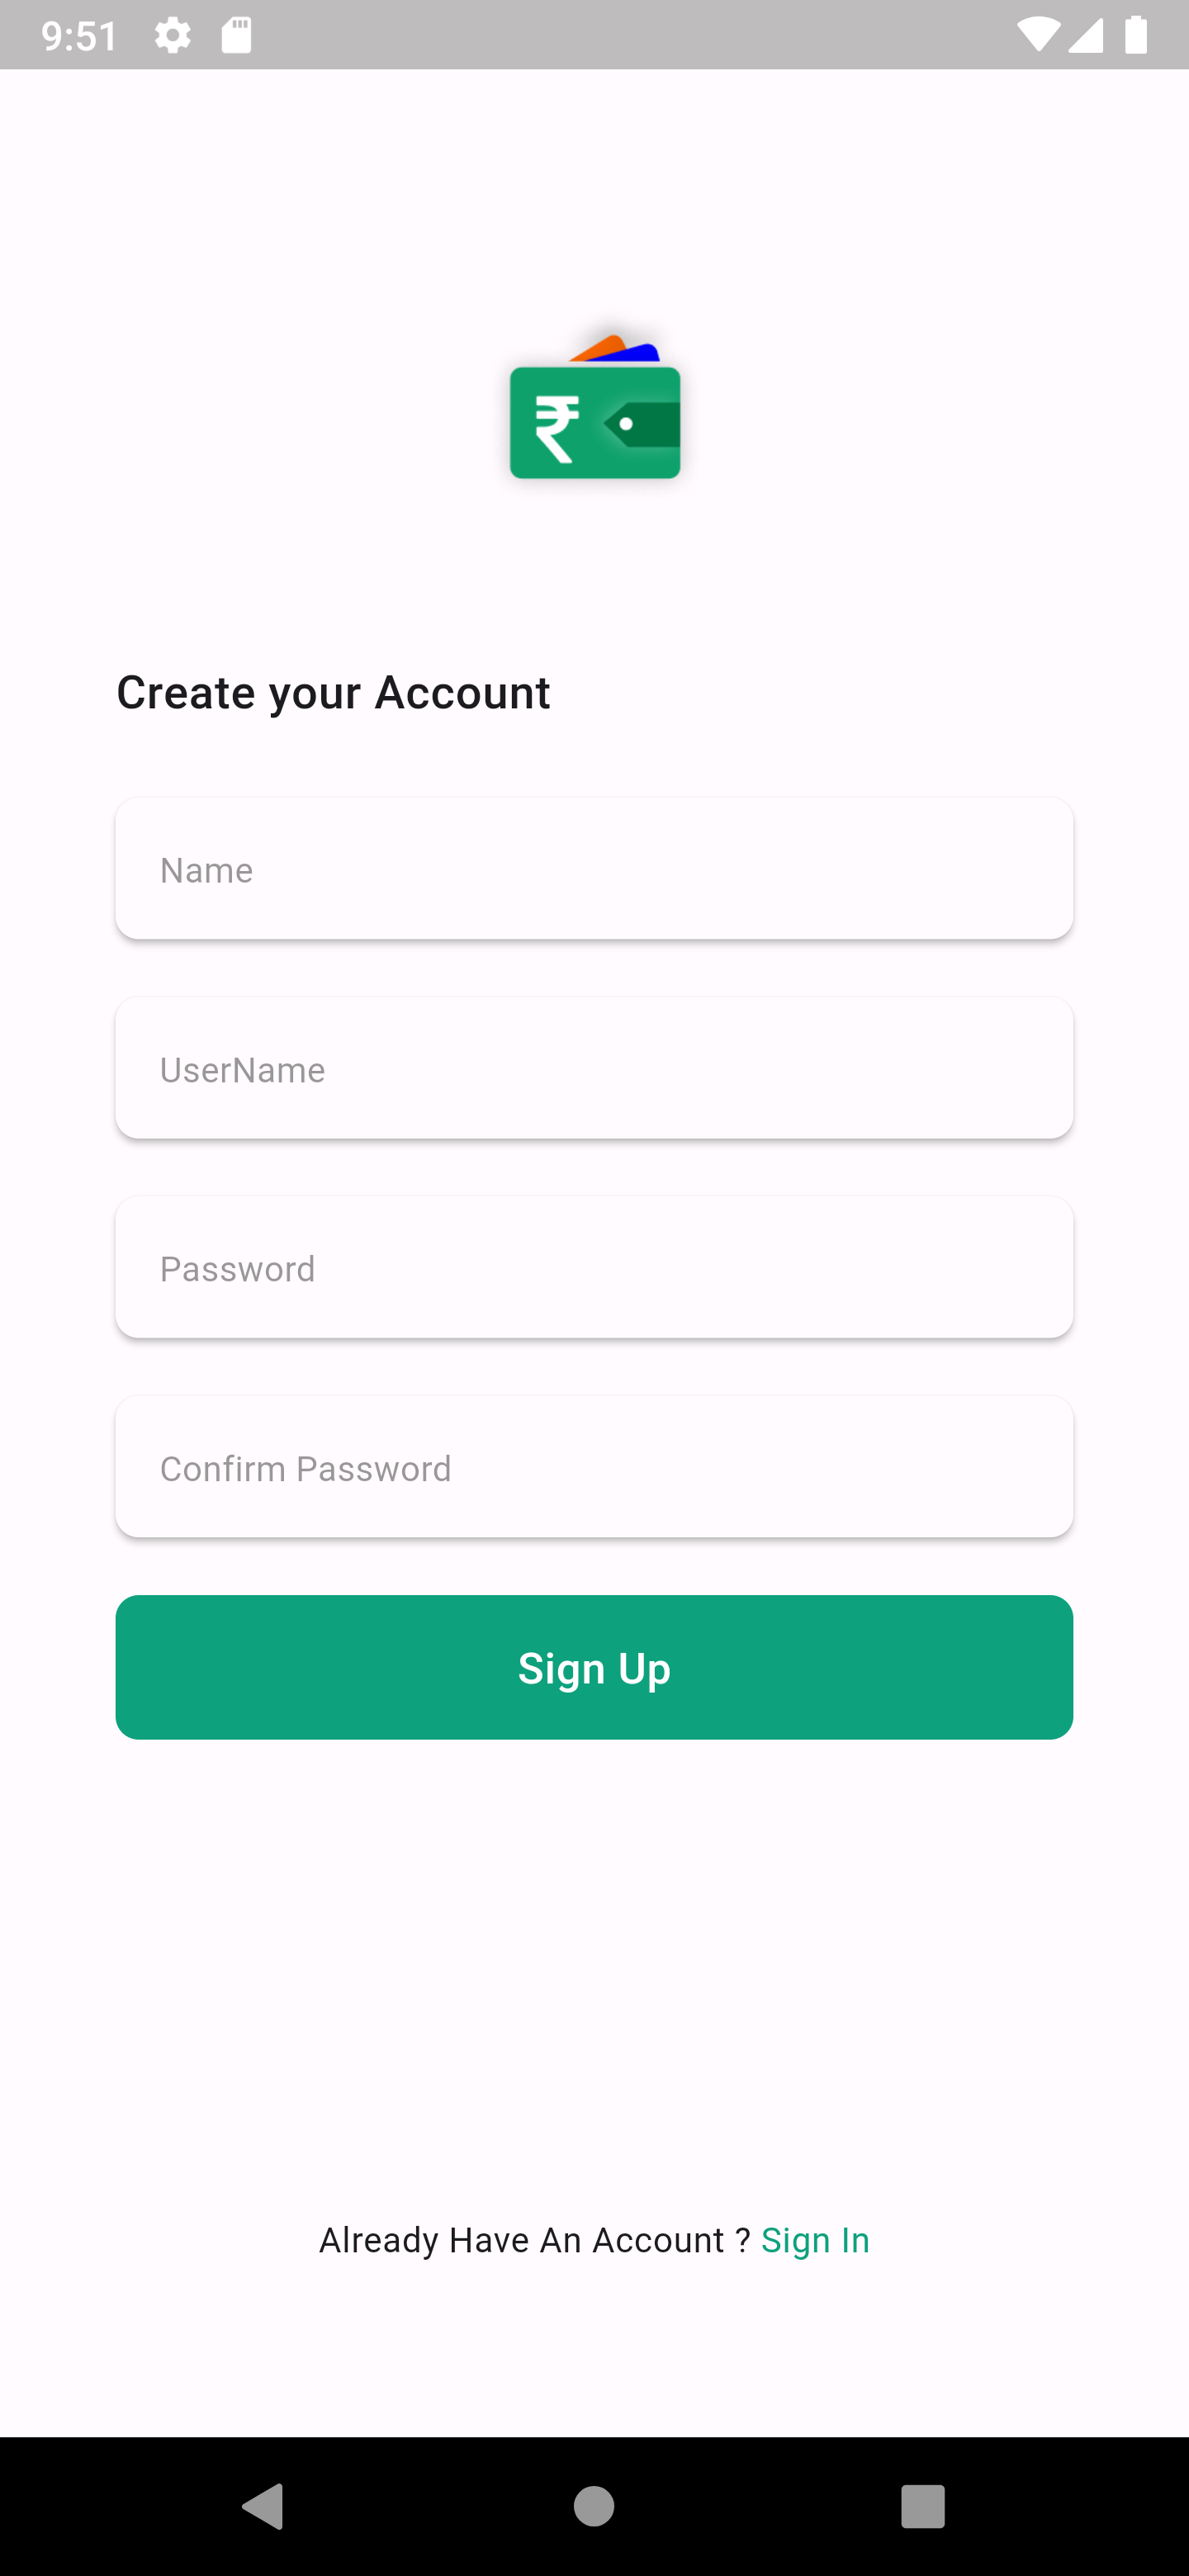 9:51
₹
Create your Account
Name
UserName
Password
Confirm Password
Sign Up
Already Have An Account ? Sign In